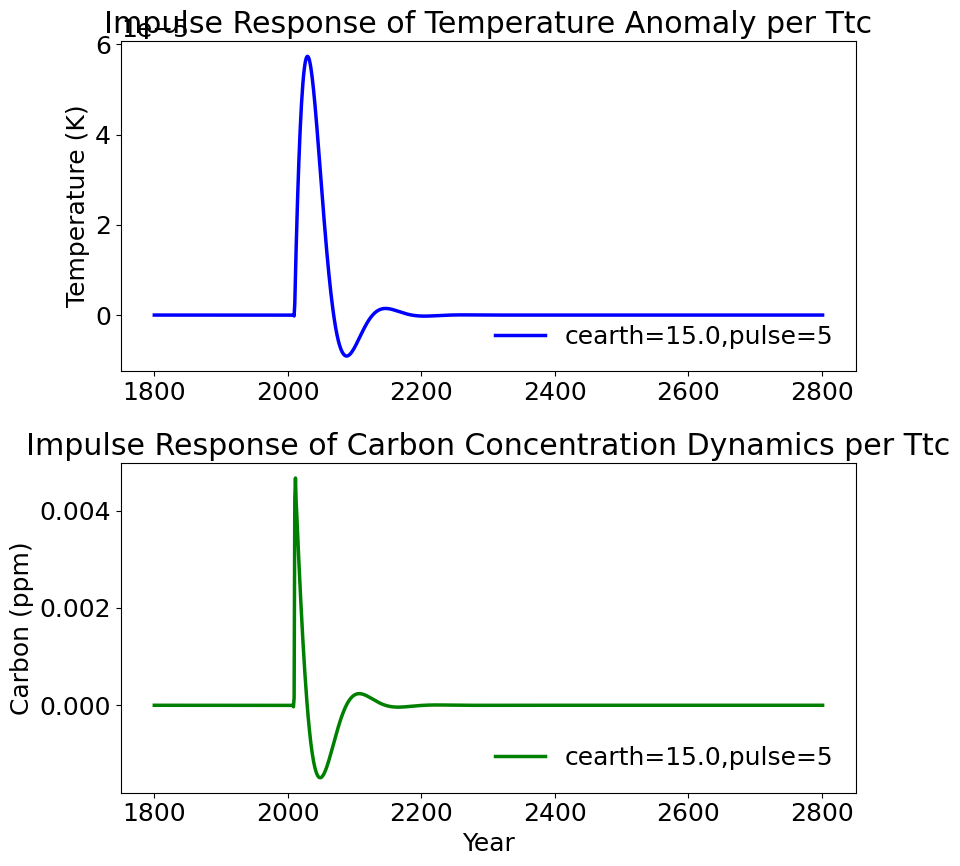 Impulse Response of Temperature Anomaly per Ttc
1e−5
6
4
2
0
Temperature (K)
cearth=15.0,pulse=5
1800 2000 2200 2400 2600 2800
Impulse Response of Carbon Concentration Dynamics per Ttc
0.004
0.002
0.000
Carbon (ppm)
cearth=15.0,pulse=5
1800 2000 2200 2400 2600 2800
Year